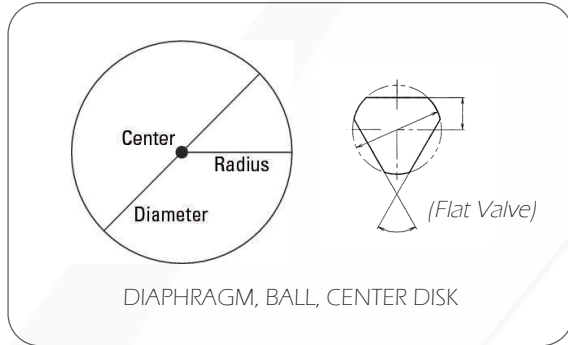 Center
Radius
Diameter
(Flat Valve)
DIAPHRAGM, BALL, CENTER DISK